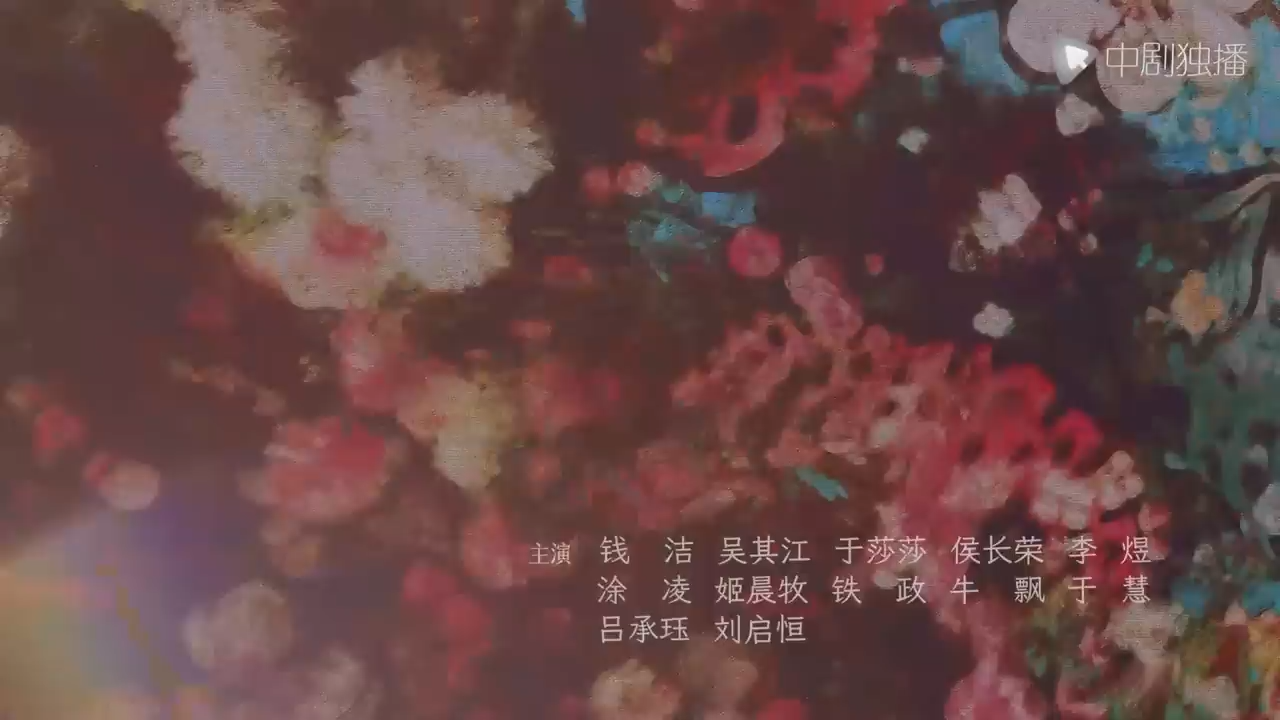 中剧独播
主演 钱 洁 吴其江 于莎莎 侯长荣 李 煜
涂 凌 姬晨牧 铁 政 牛 飘 于 慧
吕承珏 刘启恒